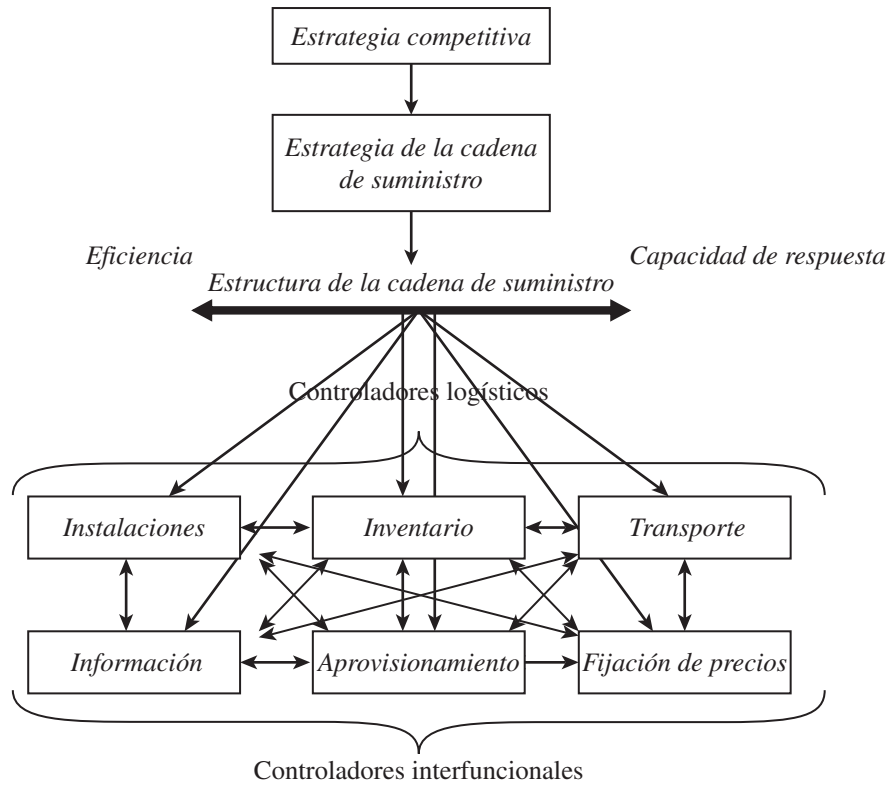 Estrategia competitiva
Estrategia de la cadena
de suministro
Eficiencia
Capacidad de respuesta
Estructura de la cadena de suministro
Controladores logísticos
Instalaciones
Inventario
Transporte
Información
Aprovisionamiento
Fijación de precios
Controladores interfuncionales